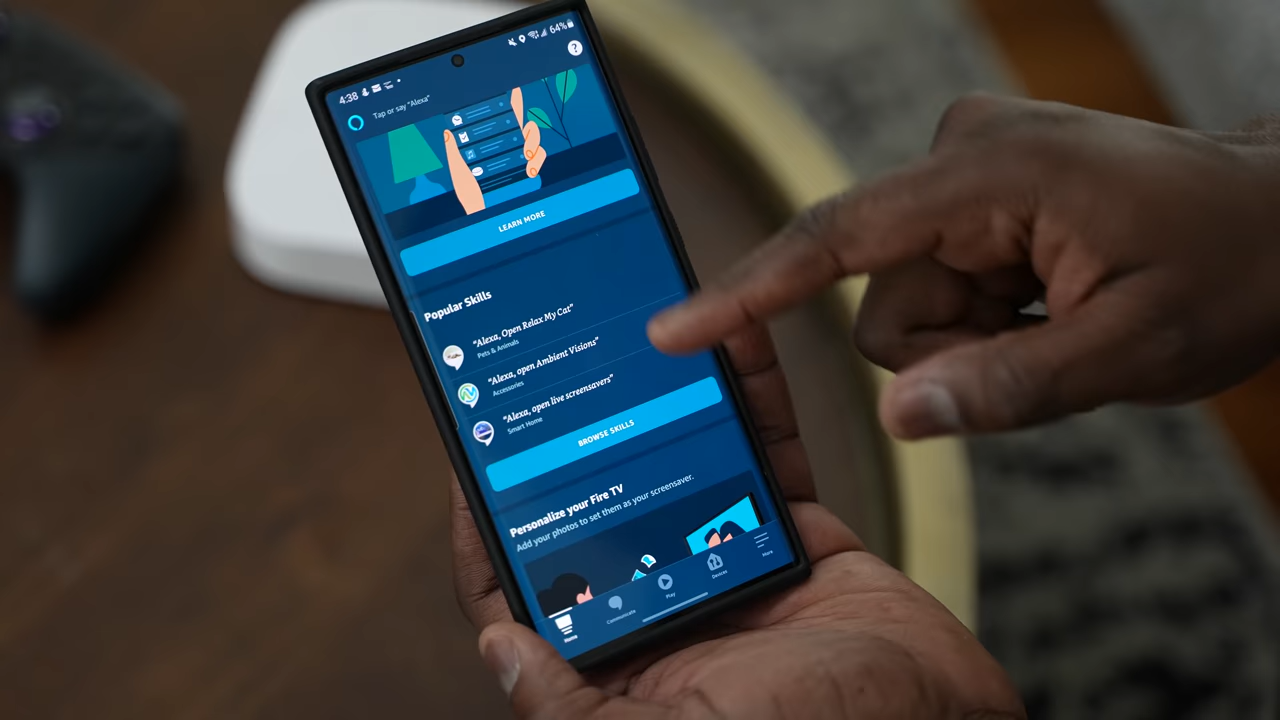 4:38
64%
?
Tap or say "Alexa"
LEARN MORE
Popular Skills
"Alexa, Open Relax My Cat"
Pets & Animals
"Alexa, open Ambient Visions"
Accessories
"Alexa, open live screensavers"
Smart Home
BROWSE SKILLS
Personalize your Fire TV
Add your photos to set them as your screensaver.
Home
Communicate
Play
Devices
More